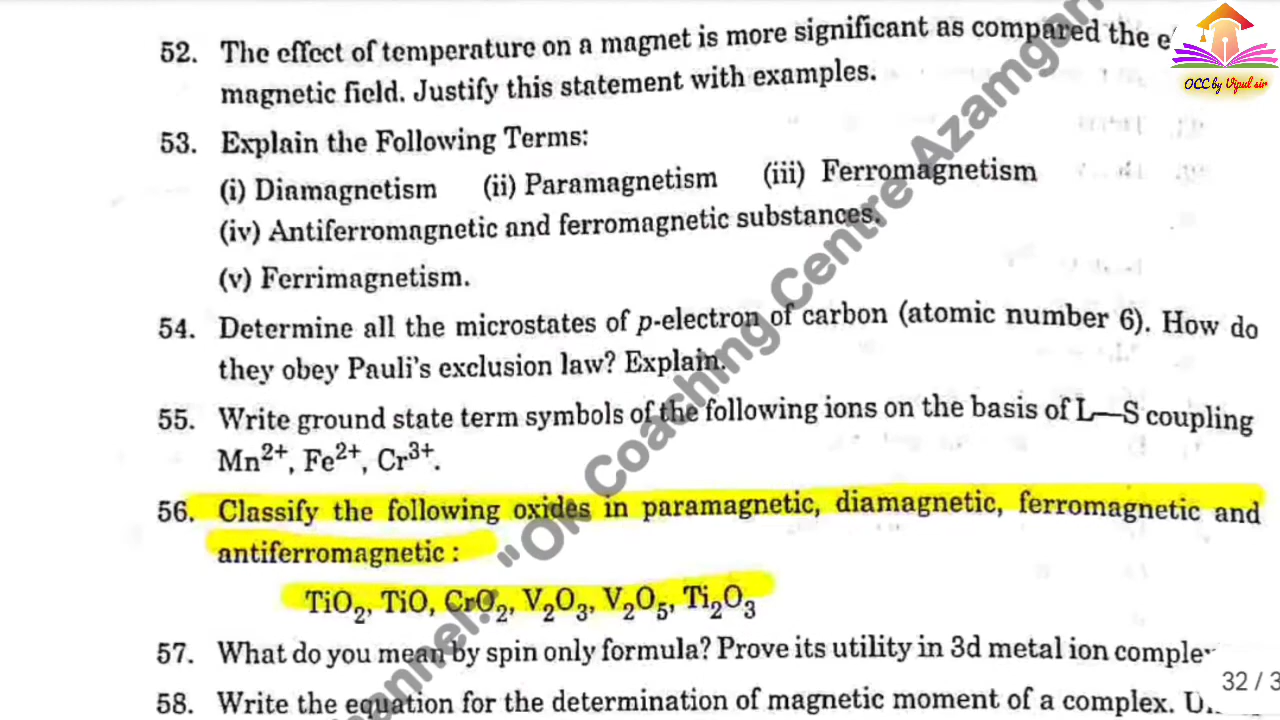 52. The effect of temperature on a magnet is more significant as compared the e
magnetic field. Justify this statement with examples.
OCC by Vipul sir
53. Explain the Following Terms:
(i) Diamagnetism (ii) Paramagnetism (iii) Ferromagnetism
(iv) Antiferromagnetic and ferromagnetic substances.
(v) Ferrimagnetism.
54. Determine all the microstates of p-electron of carbon (atomic number 6). How do
they obey Pauli's exclusion law? Explain.
55. Write ground state term symbols of the following ions on the basis of L—S coupling
Mn²⁺, Fe²⁺, Cr³⁺.
56. Classify the following oxides in paramagnetic, diamagnetic, ferromagnetic and
antiferromagnetic :
TiO₂, TiO, CrO₂, V₂O₃, V₂O₅, Ti₂O₃
57. What do you mean by spin only formula? Prove its utility in 3d metal ion comple
32 / 3
58. Write the equation for the determination of magnetic moment of a complex. U
annel. "OK Coaching Centre Azamgar